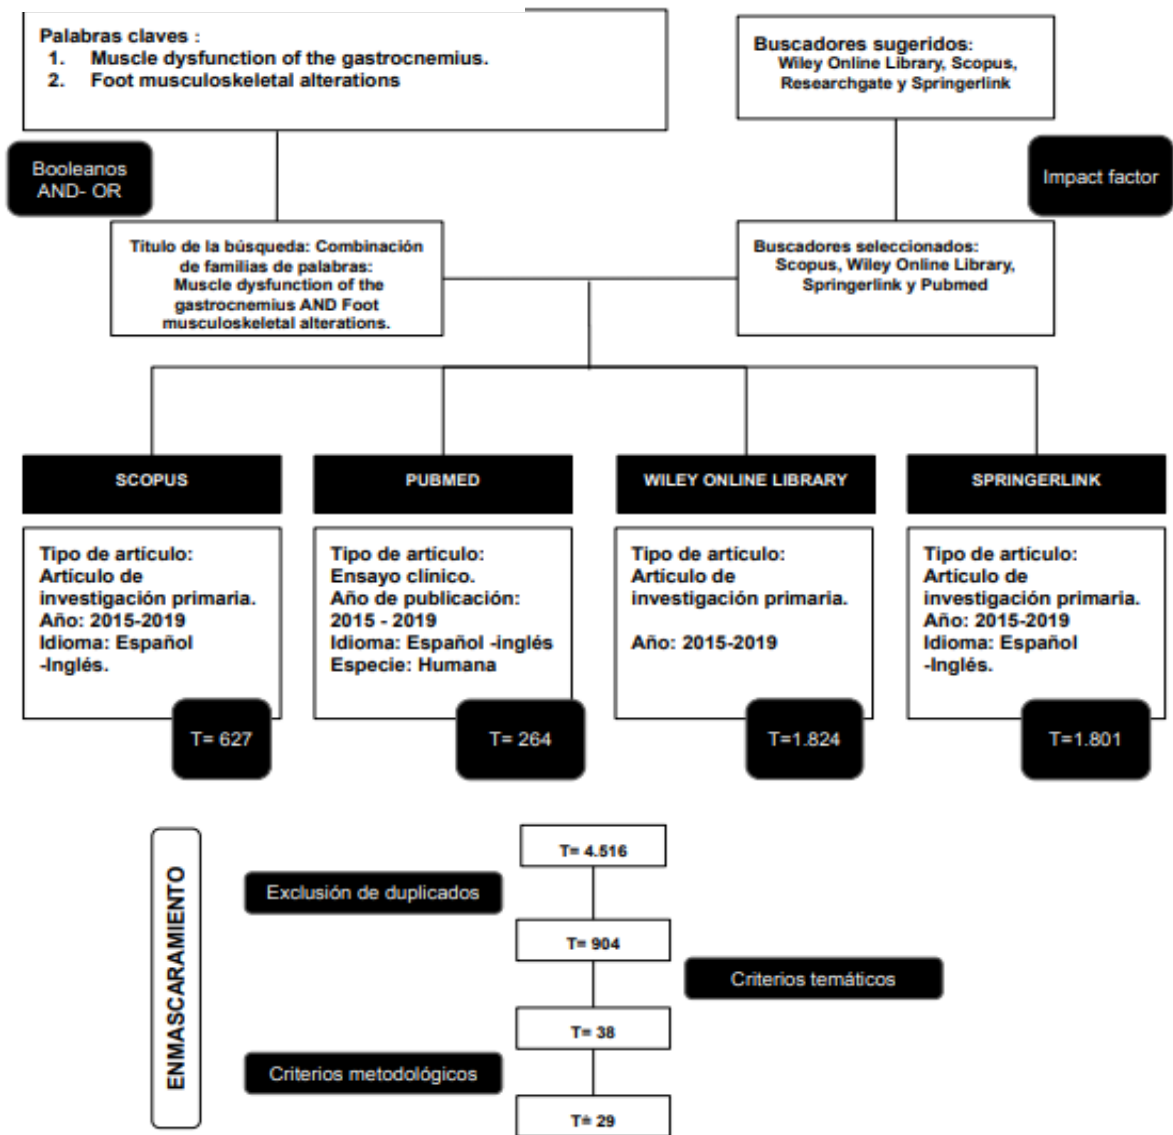 Palabras claves :
1. Muscle dysfunction of the gastrocnemius.
2. Foot musculoskeletal alterations
Buscadores sugeridos:
Wiley Online Library, Scopus,
Researchgate y Springerlink
Booleanos
AND- OR
Impact factor
Titulo de la búsqueda: Combinación
de familias de palabras:
Muscle dysfunction of the
gastrocnemius AND Foot
musculoskeletal alterations.
Buscadores seleccionados:
Scopus, Wiley Online Library,
Springerlink y Pubmed
SCOPUS
Tipo de artículo:
Artículo de
investigación primaria.
Año: 2015-2019
Idioma: Español
-Inglés.
T= 627
PUBMED
Tipo de artículo:
Ensayo clínico.
Año de publicación:
2015 - 2019
Idioma: Español -inglés
Especie: Humana
T= 264
WILEY ONLINE LIBRARY
Tipo de artículo:
Artículo de
investigación primaria.
Año: 2015-2019
T=1.824
SPRINGERLINK
Tipo de artículo:
Artículo de
investigación primaria.
Año: 2015-2019
Idioma: Español
-Inglés.
T=1.801
ENMASCARAMIENTO
T= 4.516
Exclusión de duplicados
T= 904
Criterios temáticos
T= 38
Criterios metodológicos
T= 29